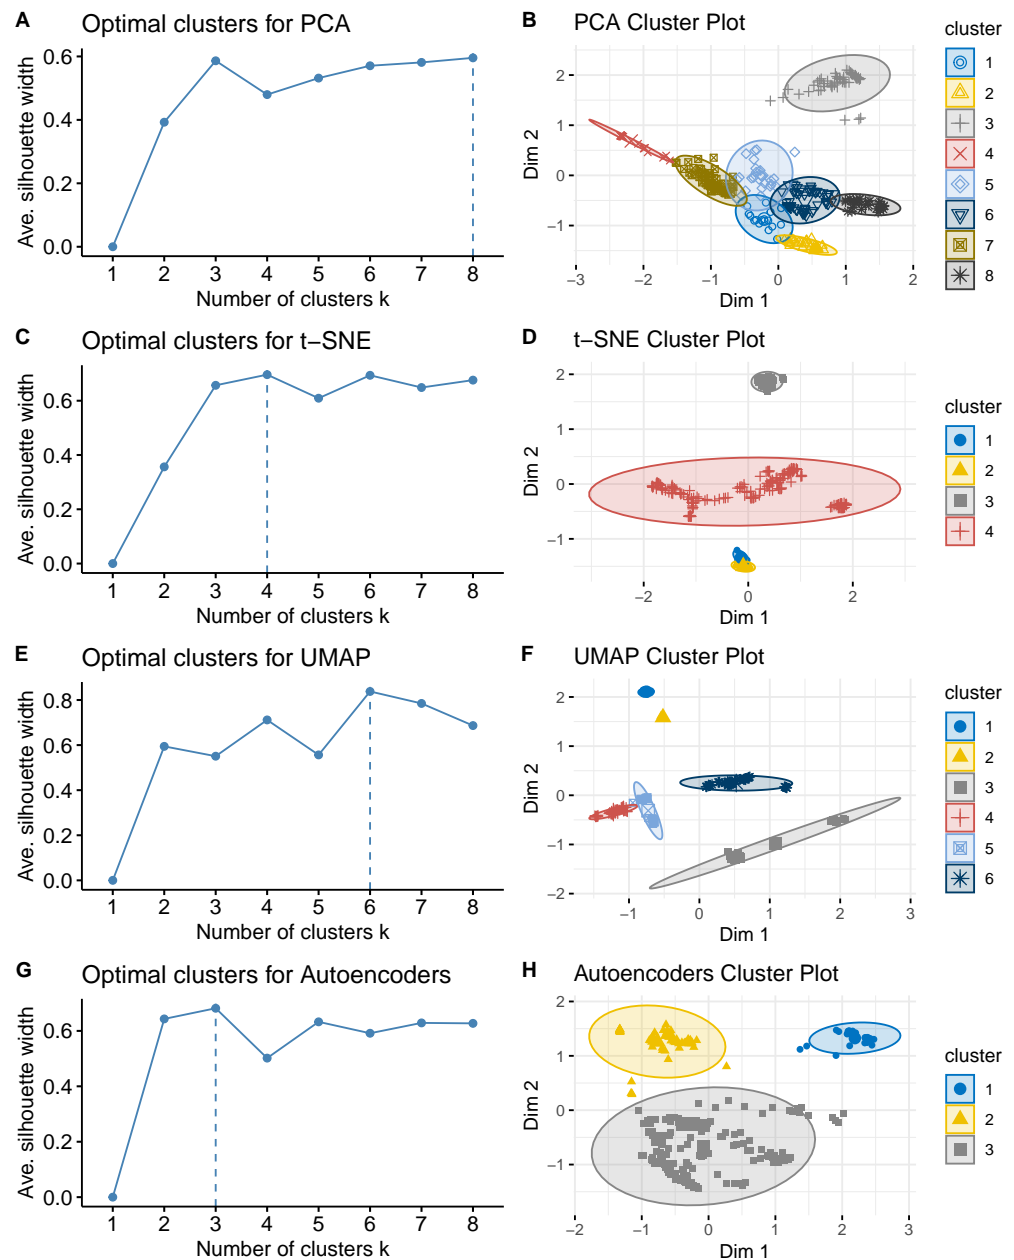 A Optimal clusters for PCA
Ave. silhouette width
0.6
0.4
0.2
0.0
1 2 3 4 5 6 7 8
Number of clusters k
B PCA Cluster Plot
Dim 2
2
1
0
−1
−3 −2 −1 0 1 2
Dim 1
cluster
1
2
3
4
5
6
7
8
C Optimal clusters for t−SNE
Ave. silhouette width
0.6
0.4
0.2
0.0
1 2 3 4 5 6 7 8
Number of clusters k
D t−SNE Cluster Plot
Dim 2
2
1
0
−1
−2 0 2
Dim 1
cluster
1
2
3
4
E Optimal clusters for UMAP
Ave. silhouette width
0.8
0.6
0.4
0.2
0.0
1 2 3 4 5 6 7 8
Number of clusters k
F UMAP Cluster Plot
Dim 2
2
1
0
−1
−2
−1 0 1 2 3
Dim 1
cluster
1
2
3
4
5
6
G Optimal clusters for Autoencoders
Ave. silhouette width
0.6
0.4
0.2
0.0
1 2 3 4 5 6 7 8
Number of clusters k
H Autoencoders Cluster Plot
Dim 2
2
1
0
−1
−2 −1 0 1 2 3
Dim 1
cluster
1
2
3